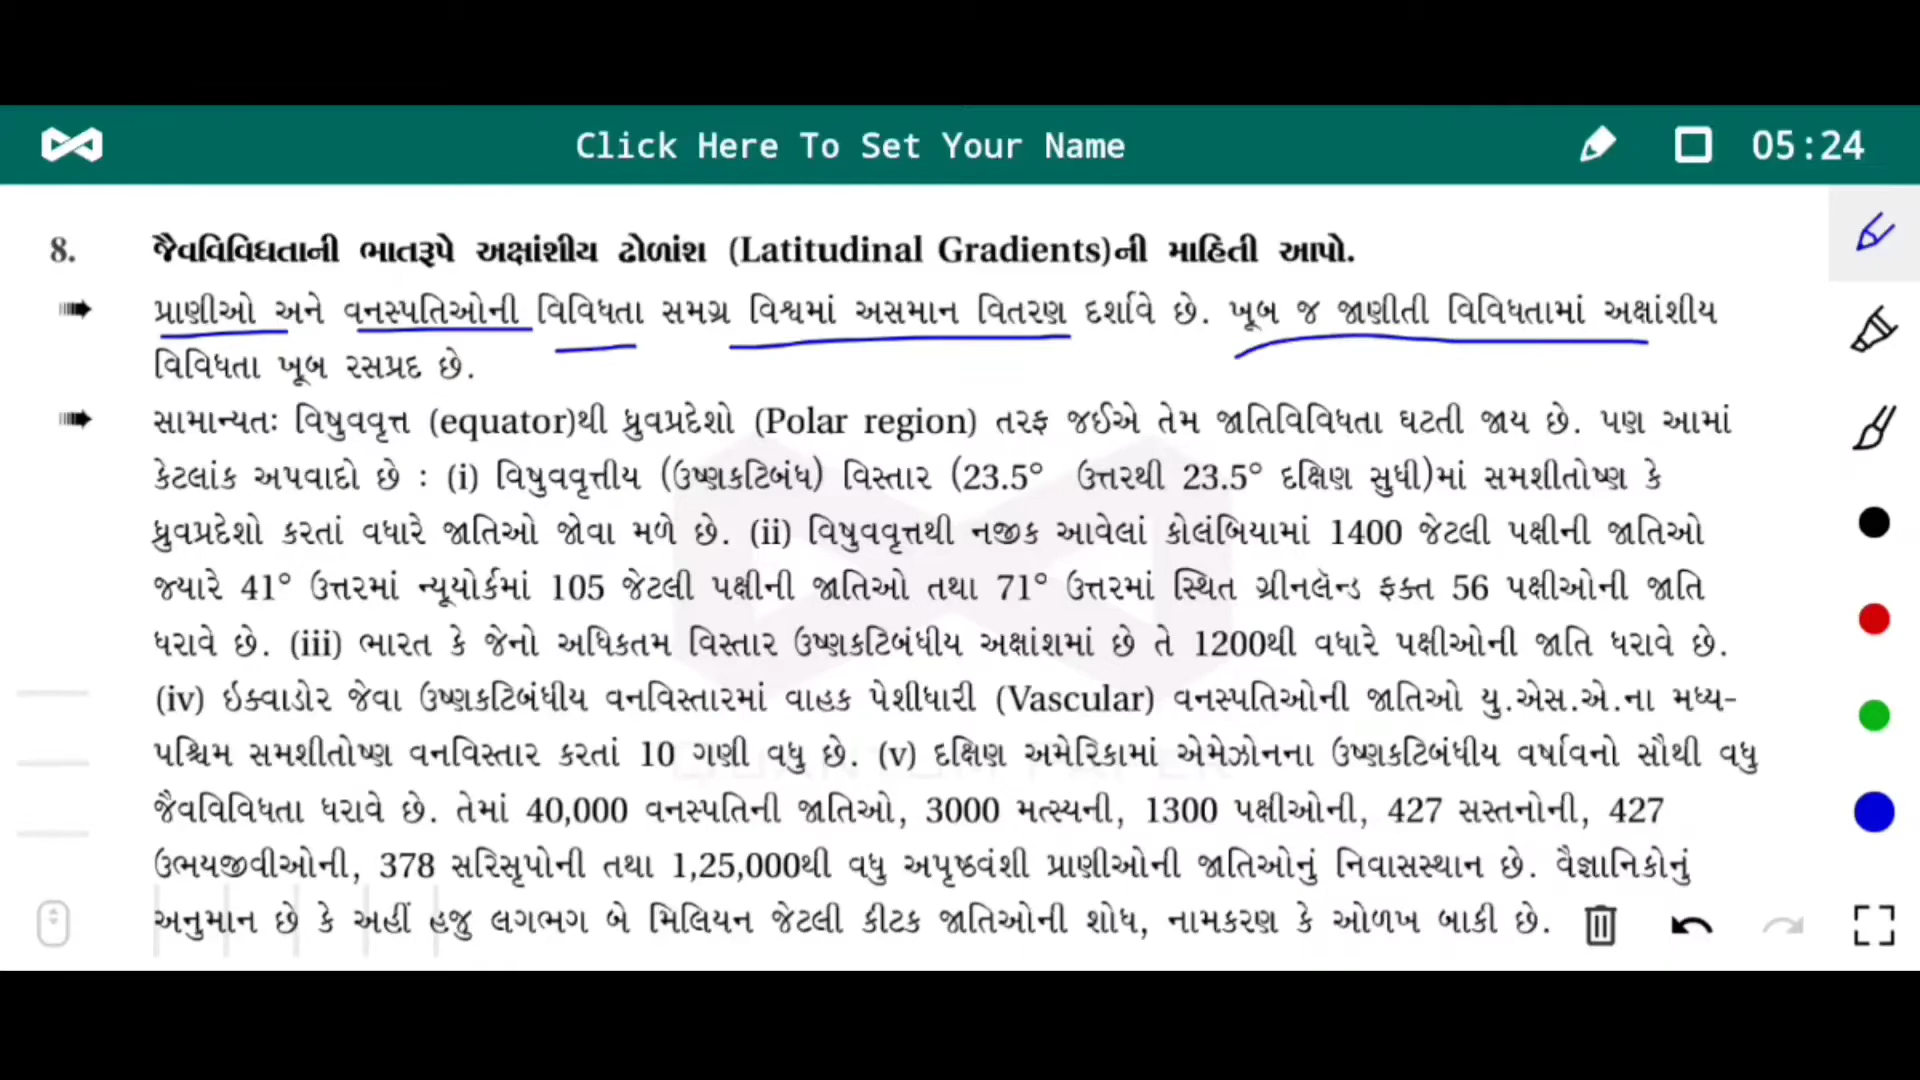 Click Here To Set Your Name
05:24
8. જૈવવિવિધતાની ભાતરૂપે અક્ષાંશીય ઢોળાંશ (Latitudinal Gradients)ની માહિતી આપો.
પ્રાણીઓ અને વનસ્પતિઓની વિવિધતા સમગ્ર વિશ્વમાં અસમાન વિતરણ દર્શાવે છે. ખૂબ જ જાણીતી વિવિધતામાં અક્ષાંશીય
વિવિધતા ખૂબ રસપ્રદ છે.
સામાન્યતઃ વિષુવવૃત્ત (equator)થી ધ્રુવપ્રદેશો (Polar region) તરફ જઈએ તેમ જાતિવિવિધતા ઘટતી જાય છે. પણ આમાં
કેટલાંક અપવાદો છે : (i) વિષુવવૃત્તીય (ઉષ્ણકટિબંધ) વિસ્તાર (23.5° ઉત્તરથી 23.5° દક્ષિણ સુધી)માં સમશીતોષ્ણ કે
ધ્રુવપ્રદેશો કરતાં વધારે જાતિઓ જોવા મળે છે. (ii) વિષુવવૃત્તથી નજીક આવેલાં કોલંબિયામાં 1400 જેટલી પક્ષીની જાતિઓ
જ્યારે 41° ઉત્તરમાં ન્યૂયોર્કમાં 105 જેટલી પક્ષીની જાતિઓ તથા 71° ઉત્તરમાં સ્થિત ગ્રીનલૅન્ડ ફક્ત 56 પક્ષીઓની જાતિ
ધરાવે છે. (iii) ભારત કે જેનો અધિકતમ વિસ્તાર ઉષ્ણકટિબંધીય અક્ષાંશમાં છે તે 1200થી વધારે પક્ષીઓની જાતિ ધરાવે છે.
(iv) ઇક્વાડોર જેવા ઉષ્ણકટિબંધીય વનવિસ્તારમાં વાહક પેશીધારી (Vascular) વનસ્પતિઓની જાતિઓ યુ.એસ.એ.ના મધ્ય-
પશ્ચિમ સમશીતોષ્ણ વનવિસ્તાર કરતાં 10 ગણી વધુ છે. (v) દક્ષિણ અમેરિકામાં એમેઝોનના ઉષ્ણકટિબંધીય વર્ષાવનો સૌથી વધુ
જૈવવિવિધતા ધરાવે છે. તેમાં 40,000 વનસ્પતિની જાતિઓ, 3000 મત્સ્યની, 1300 પક્ષીઓની, 427 સસ્તનોની, 427
ઉભયજીવીઓની, 378 સરિસૃપોની તથા 1,25,000થી વધુ અપૃષ્ઠવંશી પ્રાણીઓની જાતિઓનું નિવાસસ્થાન છે. વૈજ્ઞાનિકોનું
અનુમાન છે કે અહીં હજુ લગભગ બે મિલિયન જેટલી કીટક જાતિઓની શોધ, નામકરણ કે ઓળખ બાકી છે.